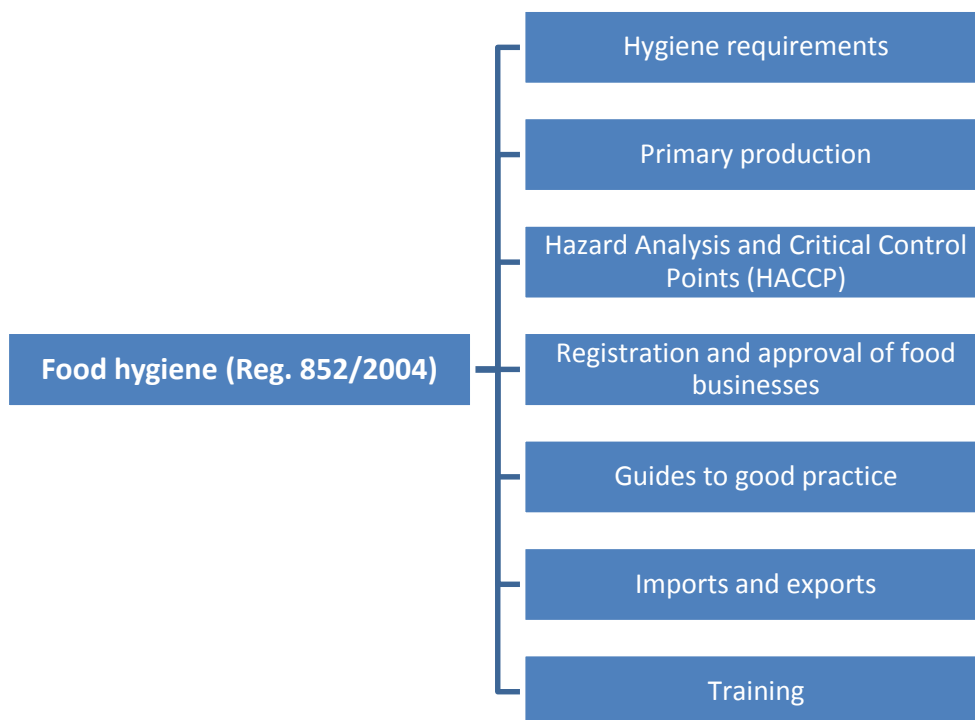 Hygiene requirements
Primary production
Hazard Analysis and Critical Control
Points (HACCP)
Food hygiene (Reg. 852/2004)
Registration and approval of food
businesses
Guides to good practice
Imports and exports
Training